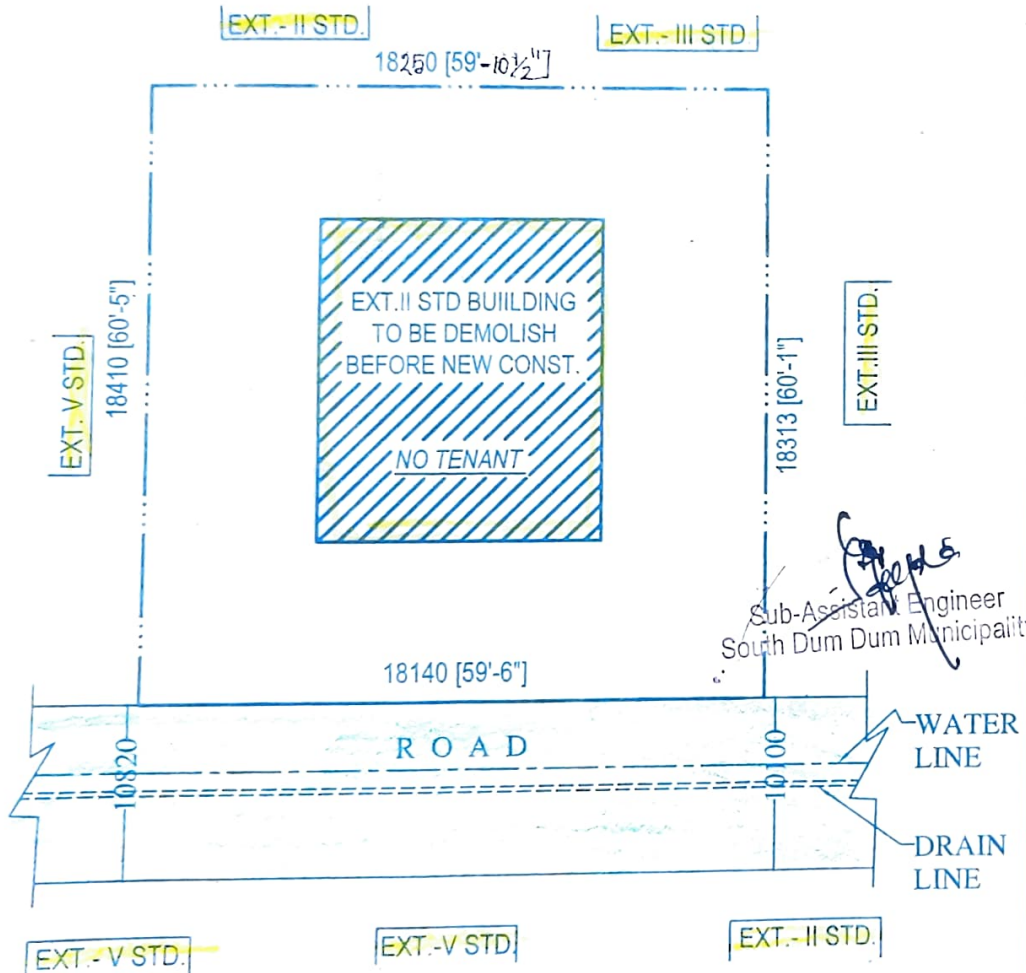 EXT.- II STD.
EXT.- III STD
18250 [59'-10½"]
EXT. V STD.
18410 [60'-5"]
EXT.II STD BUIILDING
TO BE DEMOLISH
BEFORE NEW CONST.
NO TENANT
18313 [60'-1"]
EXT.III STD.
Sub-Assistant Engineer
South Dum Dum Municipalit
18140 [59'-6"]
10820
ROAD
10100
WATER
LINE
DRAIN
LINE
EXT.- V STD.
EXT.-V STD
EXT.- II STD.